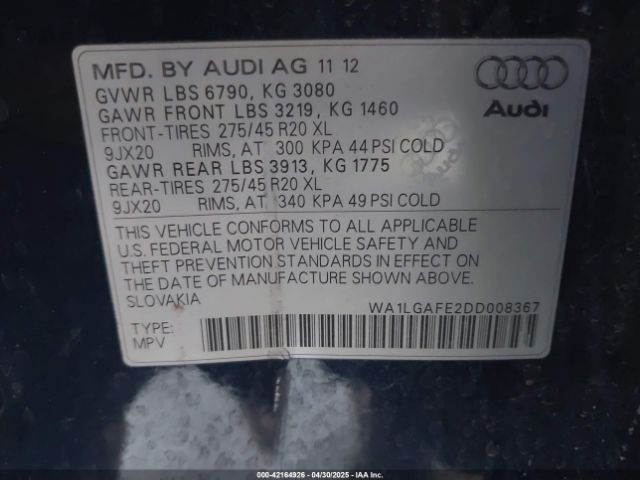 MFD. BY AUDI AG 11 12
GVWR LBS 6790, KG 3080
GAWR FRONT LBS 3219, KG 1460
FRONT-TIRES 275/45 R20 XL
9JX20 RIMS, AT 300 KPA 44 PSI COLD
GAWR REAR LBS 3913, KG 1775
REAR-TIRES 275/45 R20 XL
9JX20 RIMS, AT 340 KPA 49 PSI COLD
Audi
THIS VEHICLE CONFORMS TO ALL APPLICABLE
U.S. FEDERAL MOTOR VEHICLE SAFETY AND
THEFT PREVENTION STANDARDS IN EFFECT ON
THE DATE OF MANUFACTURE SHOWN ABOVE.
SLOVAKIA
WA1LGAFE2DD008367
TYPE:
MPV
000-42164926 - 04/30/2025 - IAA Inc.